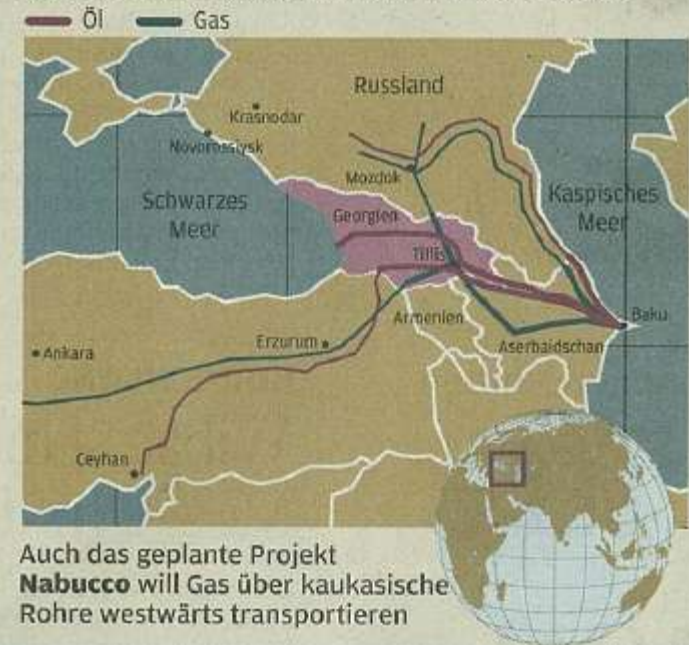 Öl Gas
Russland
Krasnodar
Novorossiysk
Mozdok
Kaspisches
Meer
Schwarzes
Meer
Georgien
Tiflis
Baku
Armenien
Erzurum
Aserbaidschan
Ankara
Ceyhan
Auch das geplante Projekt
Nabucco will Gas über kaukasische
Rohre westwärts transportieren